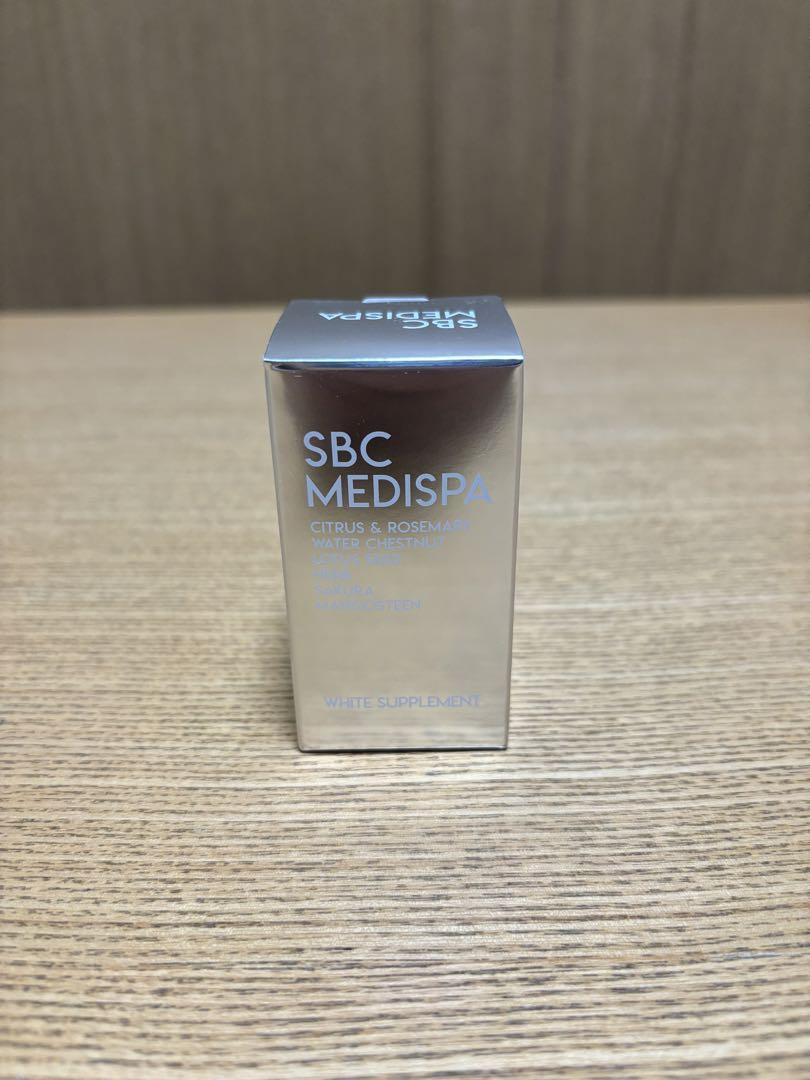 SBC
MEDISPA
SBC
MEDISPA
CITRUS & ROSEMARY
WATER CHESTNUT
LOTUS SEED
SAKURA
MANGOSTEEN
WHITE SUPPLEMENT